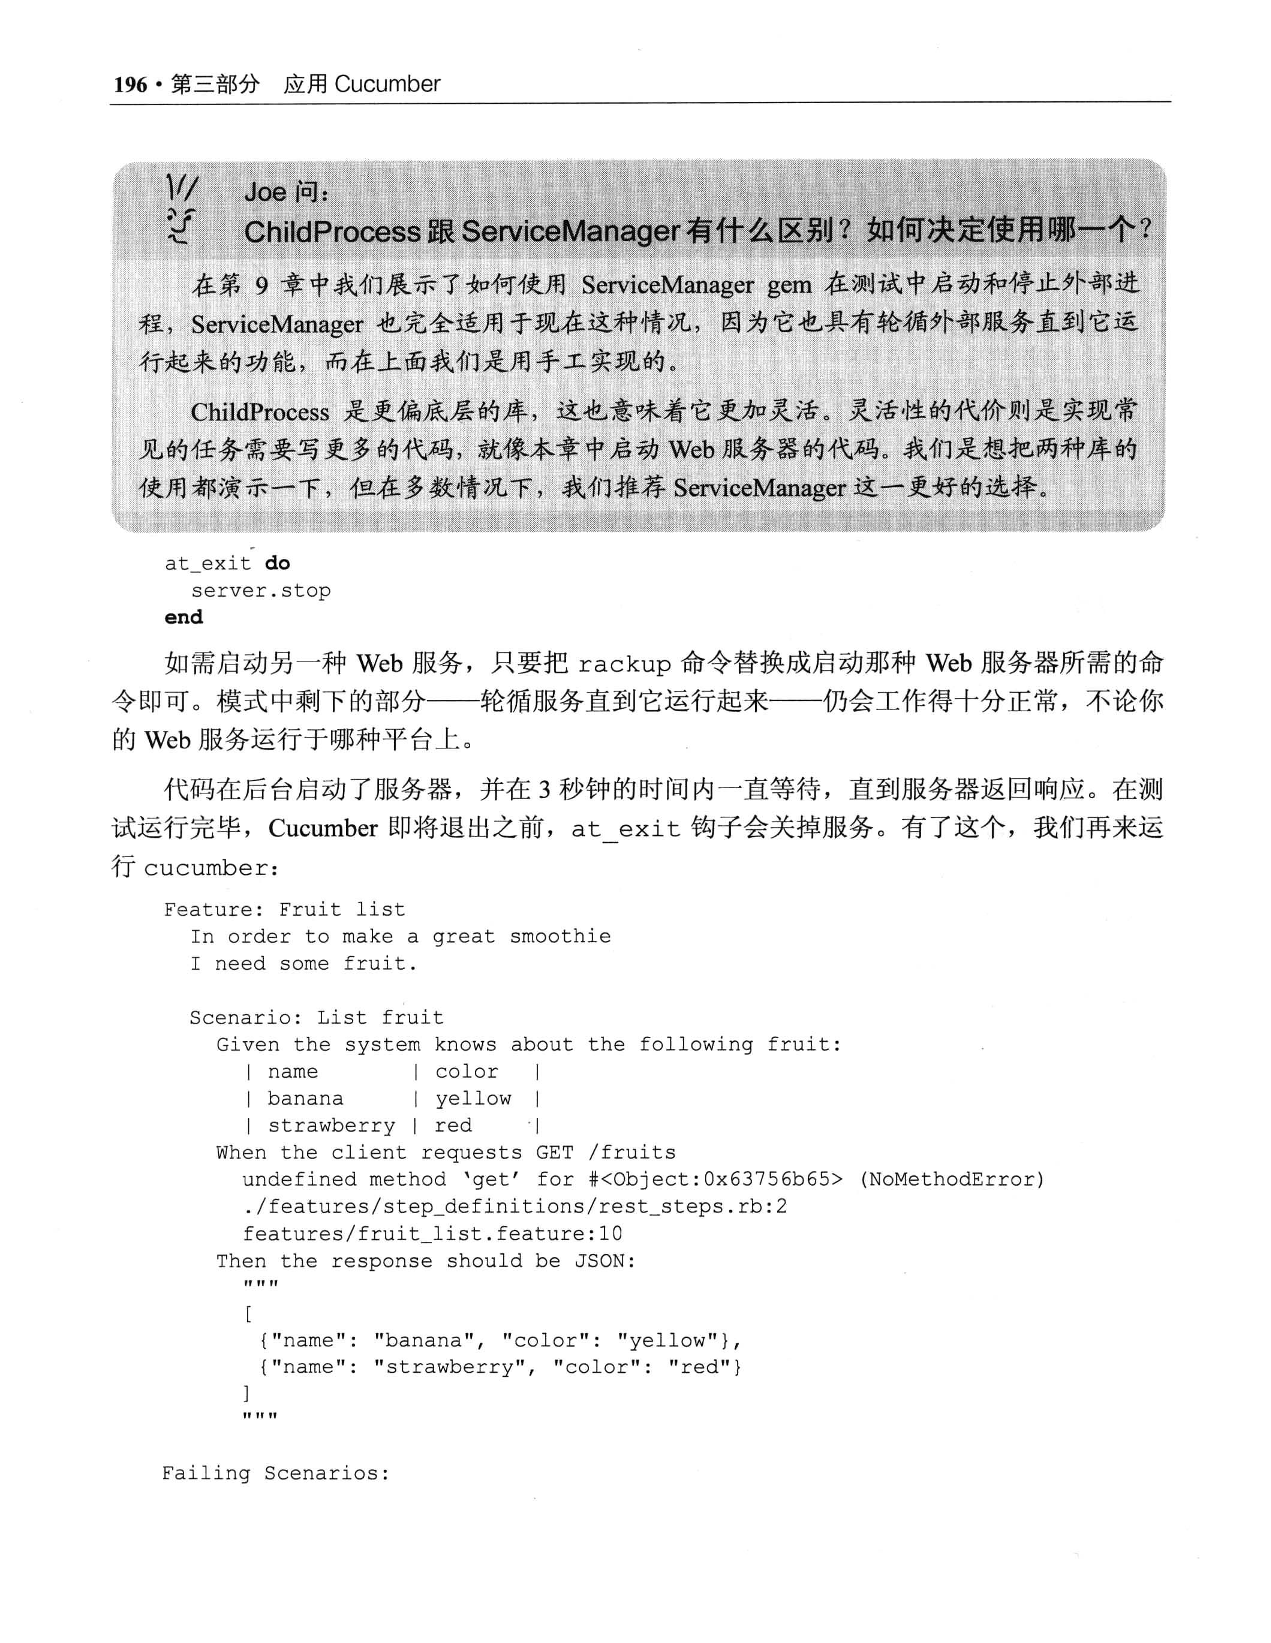 196 • 第三部分　应用 Cucumber
Joe 问：
ChildProcess 跟 ServiceManager 有什么区别？如何决定使用哪一个？
在第 9 章中我们展示了如何使用 ServiceManager gem 在测试中启动和停止外部进
程，ServiceManager 也完全适用于现在这种情况，因为它也具有轮循外部服务直到它运
行起来的功能，而在上面我们是用手工实现的。
ChildProcess 是更偏底层的库，这也意味着它更加灵活。灵活性的代价则是实现常
见的任务需要写更多的代码，就像本章中启动 Web 服务器的代码。我们是想把两种库的
使用都演示一下，但在多数情况下，我们推荐 ServiceManager 这一更好的选择。
at_exit do
  server.stop
end
如需启动另一种 Web 服务，只要把 rackup 命令替换成启动那种 Web 服务器所需的命
令即可。模式中剩下的部分——轮循服务直到它运行起来——仍会工作得十分正常，不论你
的 Web 服务运行于哪种平台上。
代码在后台启动了服务器，并在 3 秒钟的时间内一直等待，直到服务器返回响应。在测
试运行完毕，Cucumber 即将退出之前，at_exit 钩子会关掉服务。有了这个，我们再来运
行 cucumber：
Feature: Fruit list
  In order to make a great smoothie
  I need some fruit.
  Scenario: List fruit
    Given the system knows about the following fruit:
      | name       | color  |
      | banana     | yellow |
      | strawberry | red    |
    When the client requests GET /fruits
      undefined method ‵get′ for #<Object:0x63756b65> (NoMethodError)
      ./features/step_definitions/rest_steps.rb:2
      features/fruit_list.feature:10
    Then the response should be JSON:
      """
      [
       {"name": "banana", "color": "yellow"},
       {"name": "strawberry", "color": "red"}
      ]
      """
Failing Scenarios: